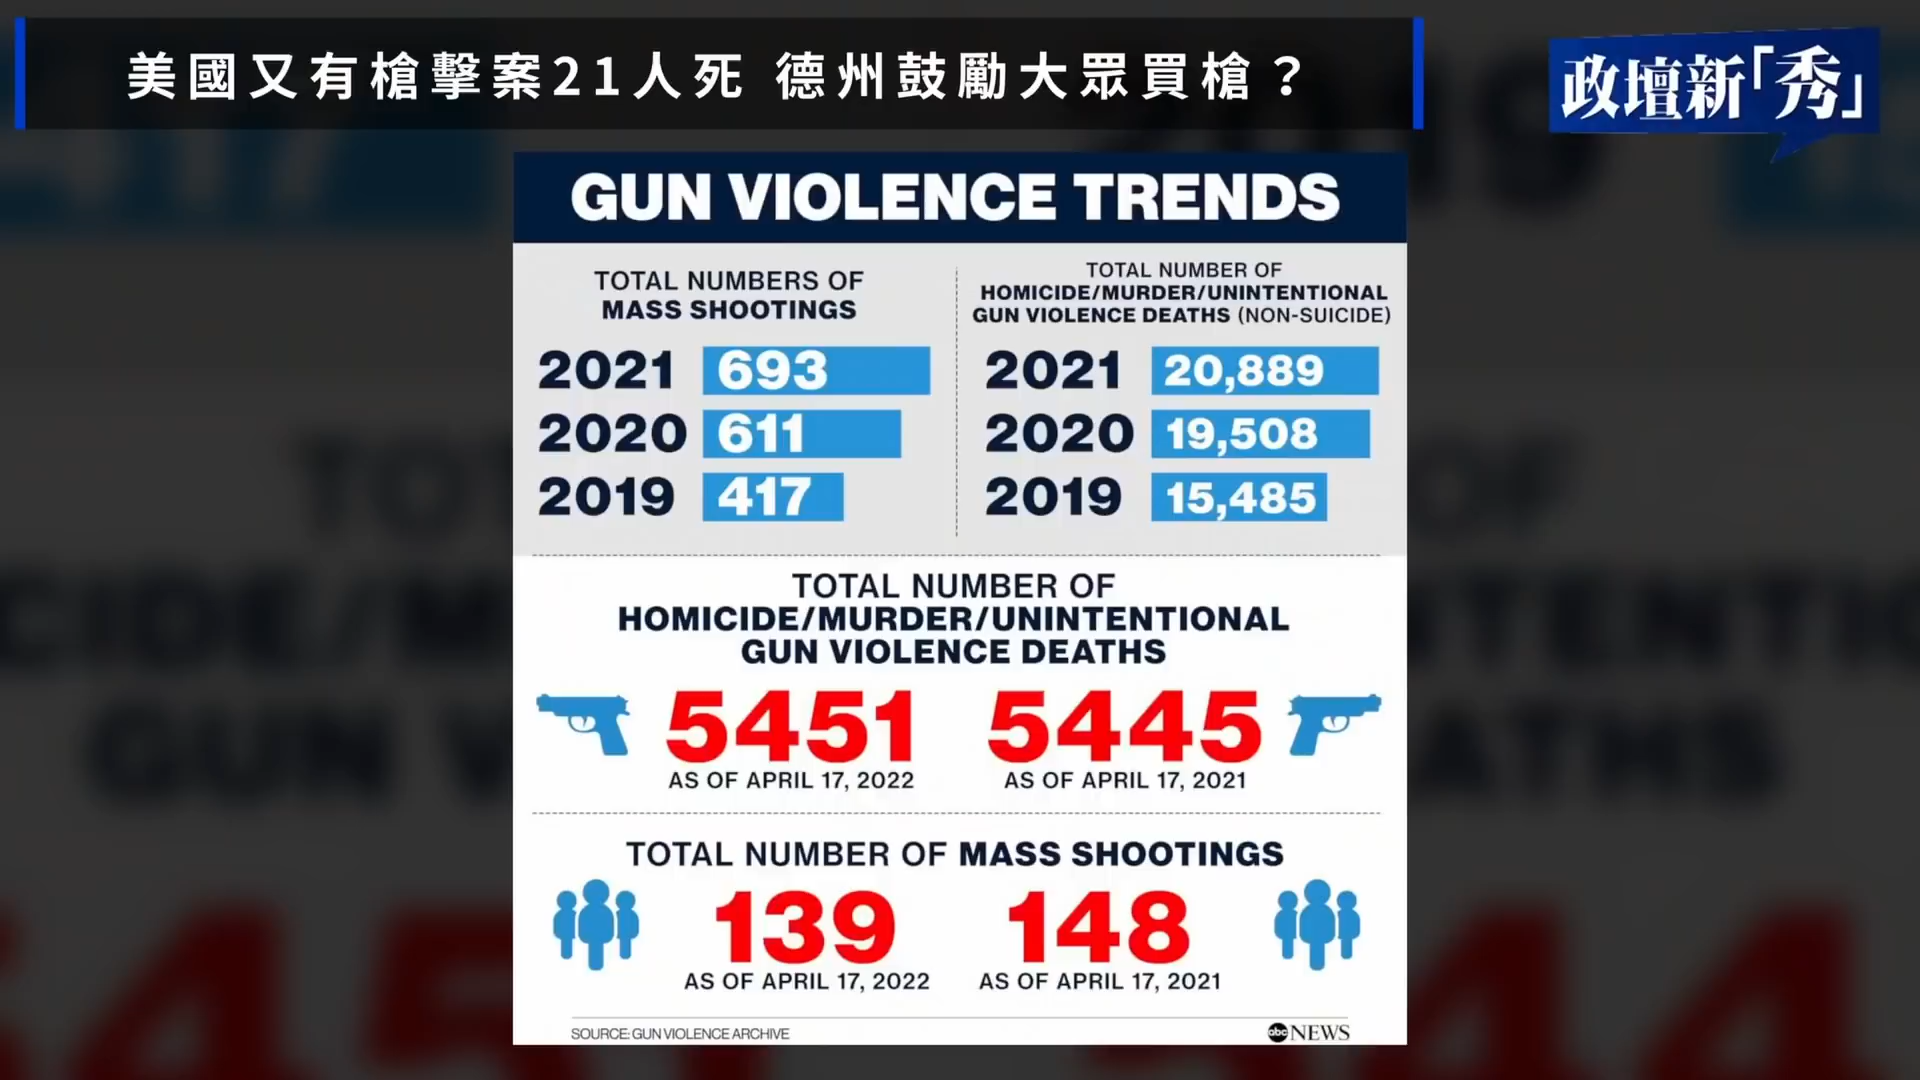 美國又有槍擊案21人死 德州鼓勵大眾買槍？
政壇新「秀」
GUN VIOLENCE TRENDS
TOTAL NUMBERS OF
MASS SHOOTINGS
2021 693
2020 611
2019 417
TOTAL NUMBER OF
HOMICIDE/MURDER/UNINTENTIONAL
GUN VIOLENCE DEATHS (NON-SUICIDE)
2021 20,889
2020 19,508
2019 15,485
TOTAL NUMBER OF
HOMICIDE/MURDER/UNINTENTIONAL
GUN VIOLENCE DEATHS
5451 5445
AS OF APRIL 17, 2022 AS OF APRIL 17, 2021
TOTAL NUMBER OF MASS SHOOTINGS
139 148
AS OF APRIL 17, 2022 AS OF APRIL 17, 2021
SOURCE: GUN VIOLENCE ARCHIVE
abc NEWS